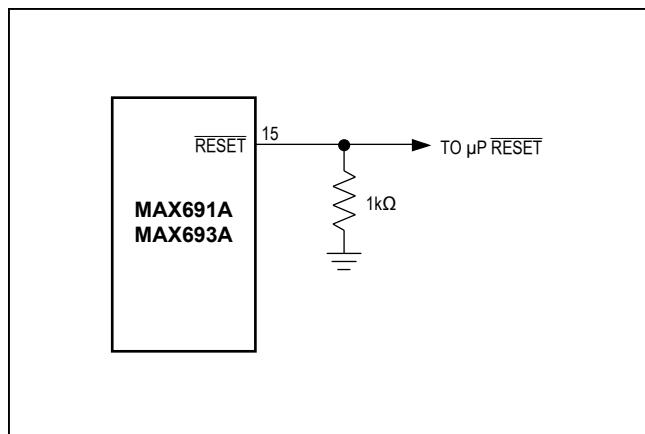 RESET 15
TO µP RESET
1kΩ
MAX691A
MAX693A